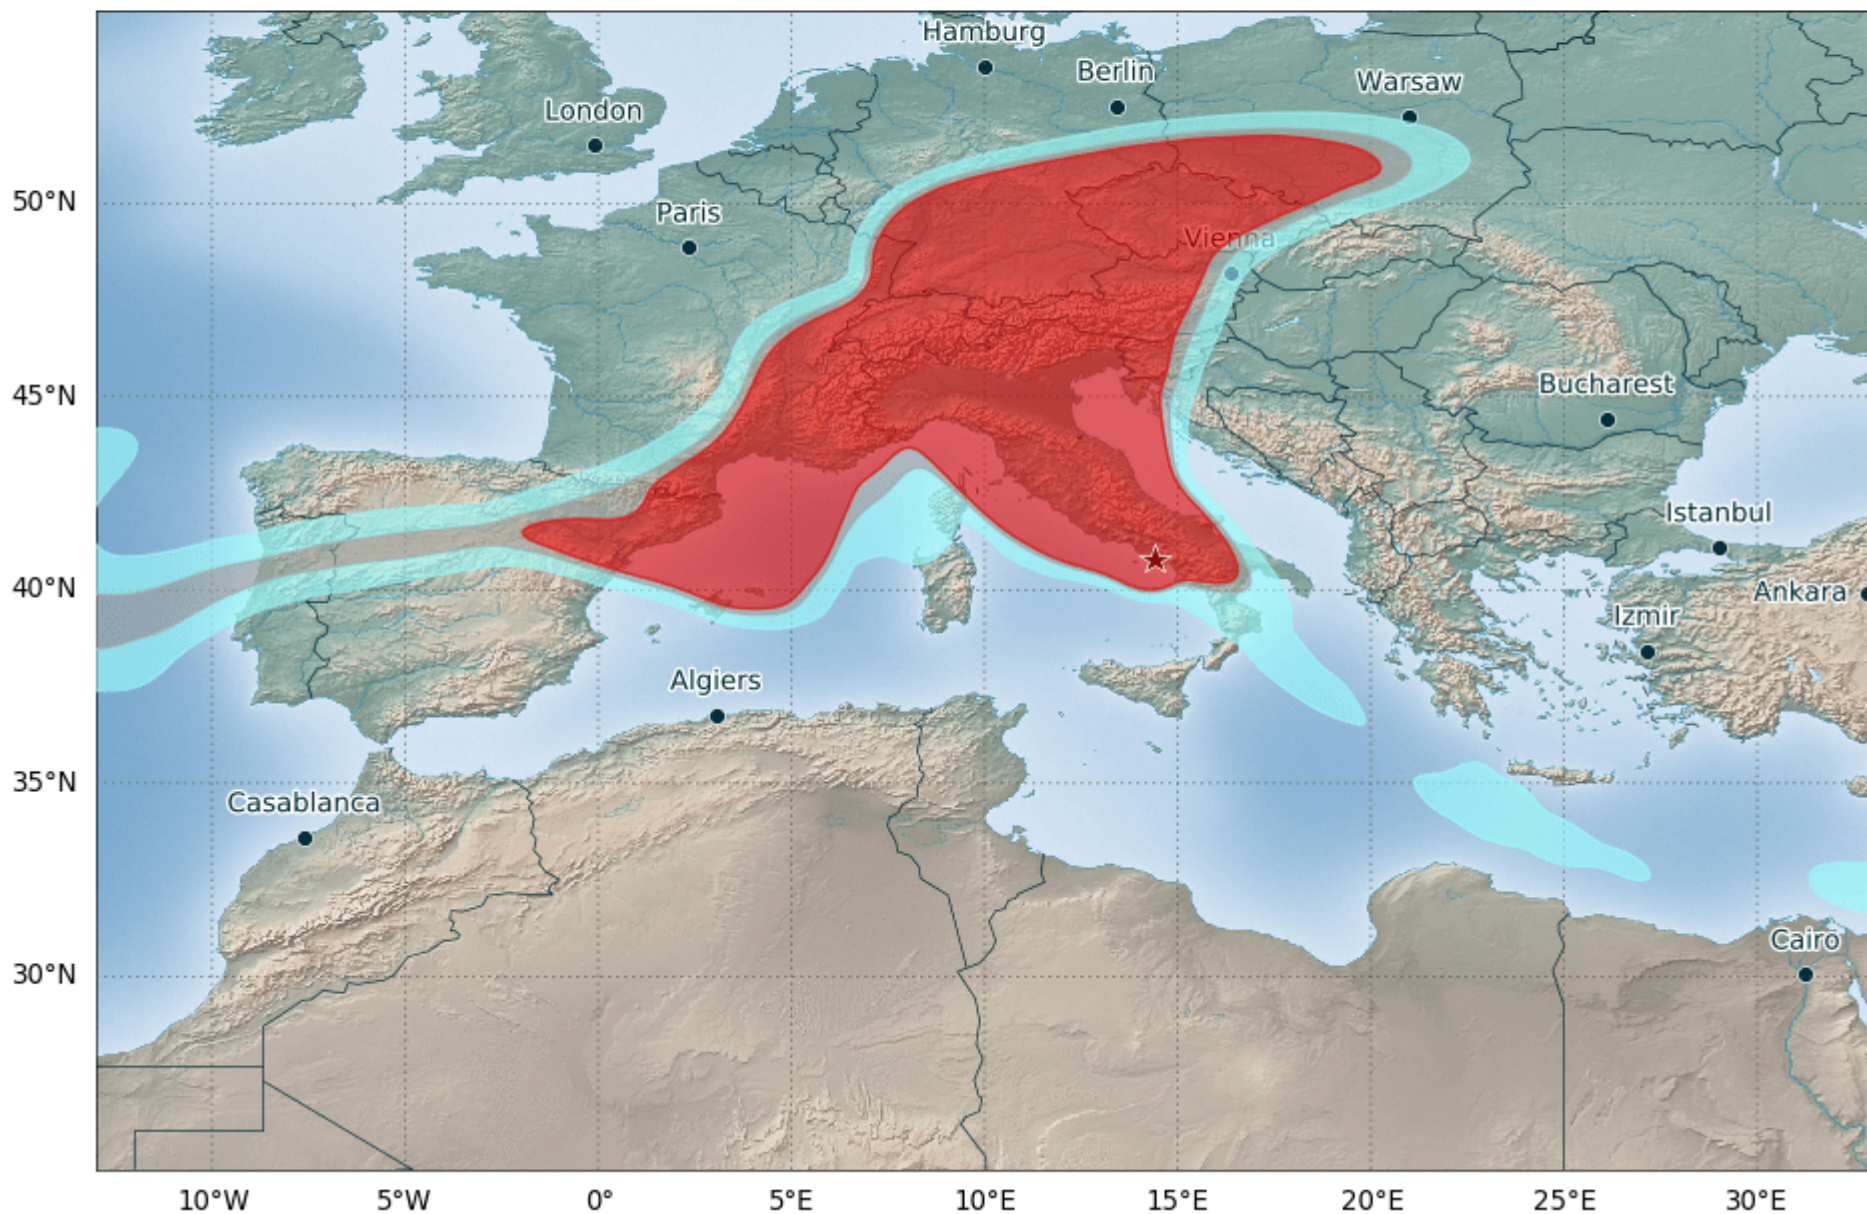 Hamburg
Berlin
Warsaw
London
50°N
Paris
Vienna
45°N
Bucharest
Istanbul
40°N
Ankara
Izmir
Algiers
35°N
Casablanca
Cairo
30°N
10°W
5°W
0°
5°E
10°E
15°E
20°E
25°E
30°E